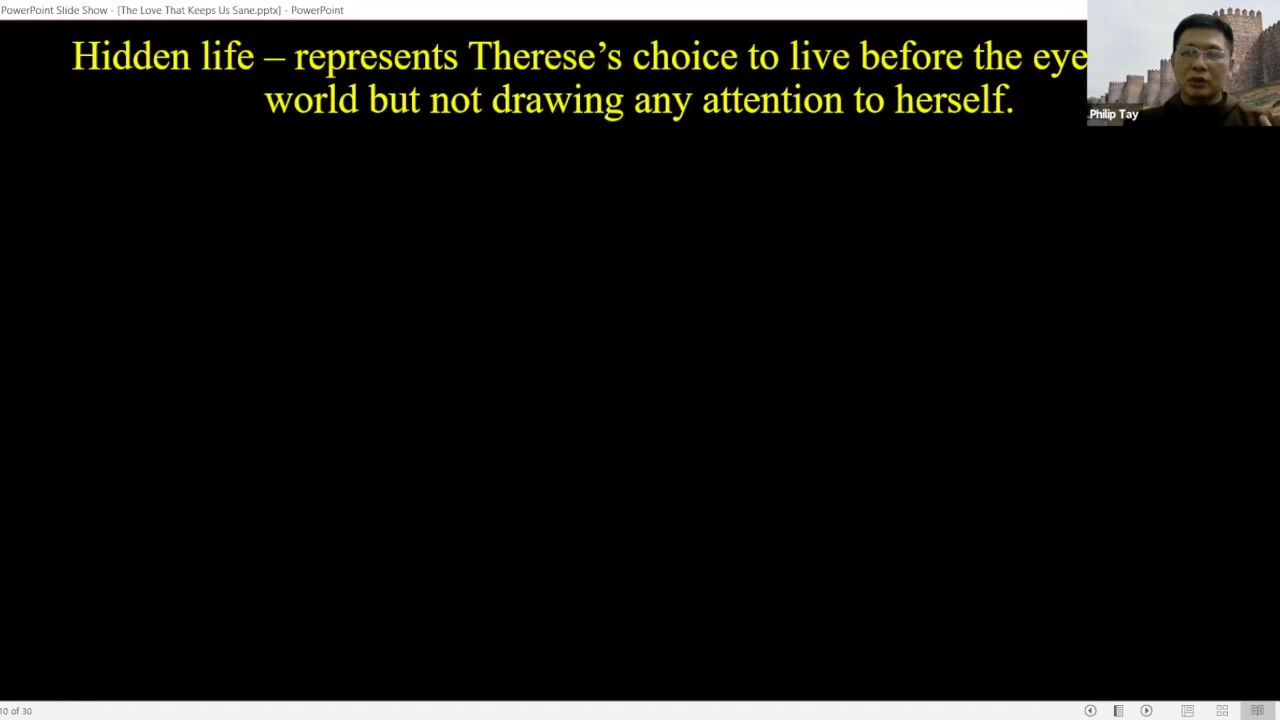 PowerPoint Slide Show - [The Love That Keeps Us Sane.pptx] - PowerPoint
Hidden life – represents Therese’s choice to live before the eye
world but not drawing any attention to herself.
Philip Tay
10 of 30